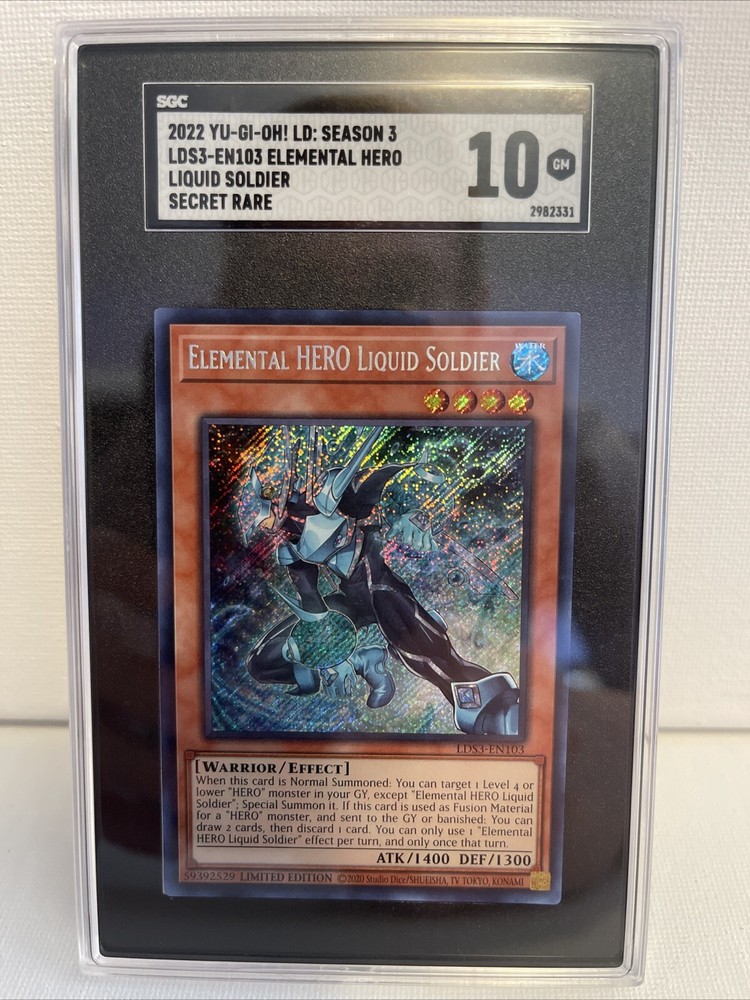 SGC
2022 YU-GI-OH! LD: SEASON 3
LDS3-EN103 ELEMENTAL HERO
LIQUID SOLDIER
SECRET RARE
10 GM
2982331
ELEMENTAL HERO LIQUID SOLDIER
WATER
水
LDS3-EN103
[WARRIOR/EFFECT]
When this card is Normal Summoned: You can target 1 Level 4 or
lower "HERO" monster in your GY, except "Elemental HERO Liquid
Soldier"; Special Summon it. If this card is used as Fusion Material
for a "HERO" monster, and sent to the GY or banished: You can
draw 2 cards, then discard 1 card. You can only use 1 "Elemental
HERO Liquid Soldier" effect per turn, and only once that turn.
ATK/1400 DEF/1300
59392529 LIMITED EDITION ©2020 Studio Dice/SHUEISHA, TV TOKYO, KONAMI